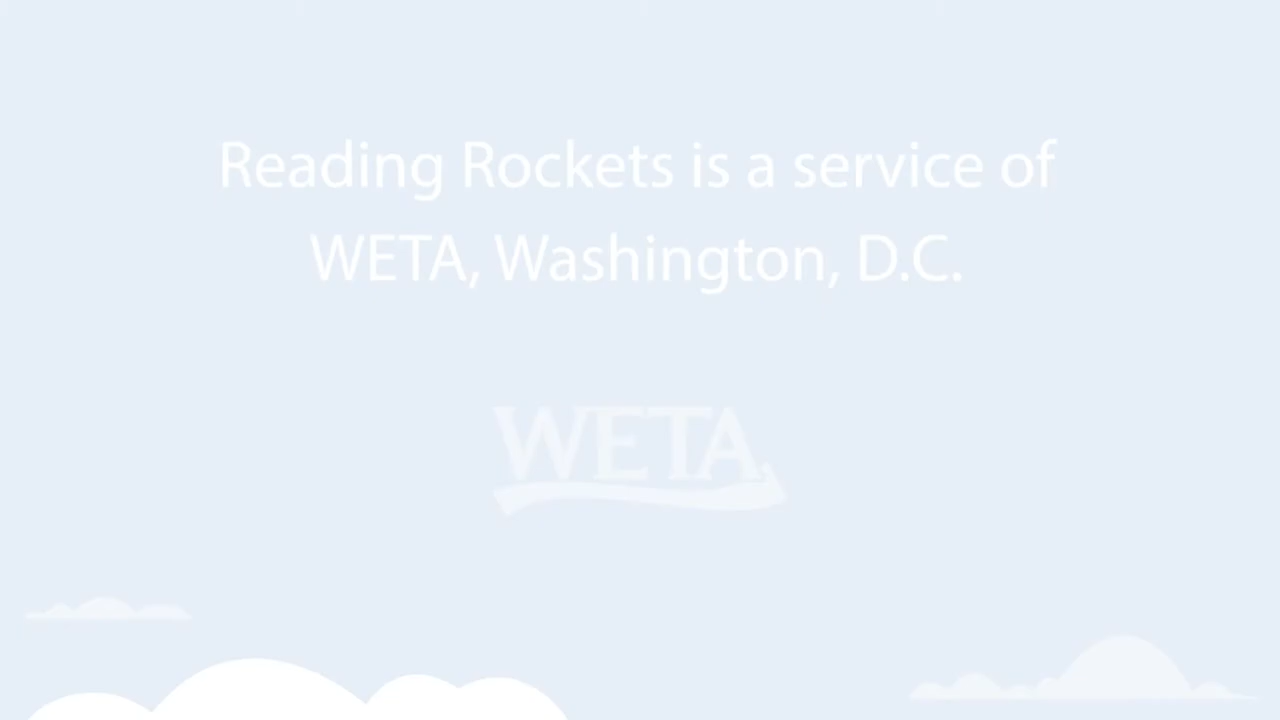 Reading Rockets is a service of
WETA, Washington, D.C.
WETA